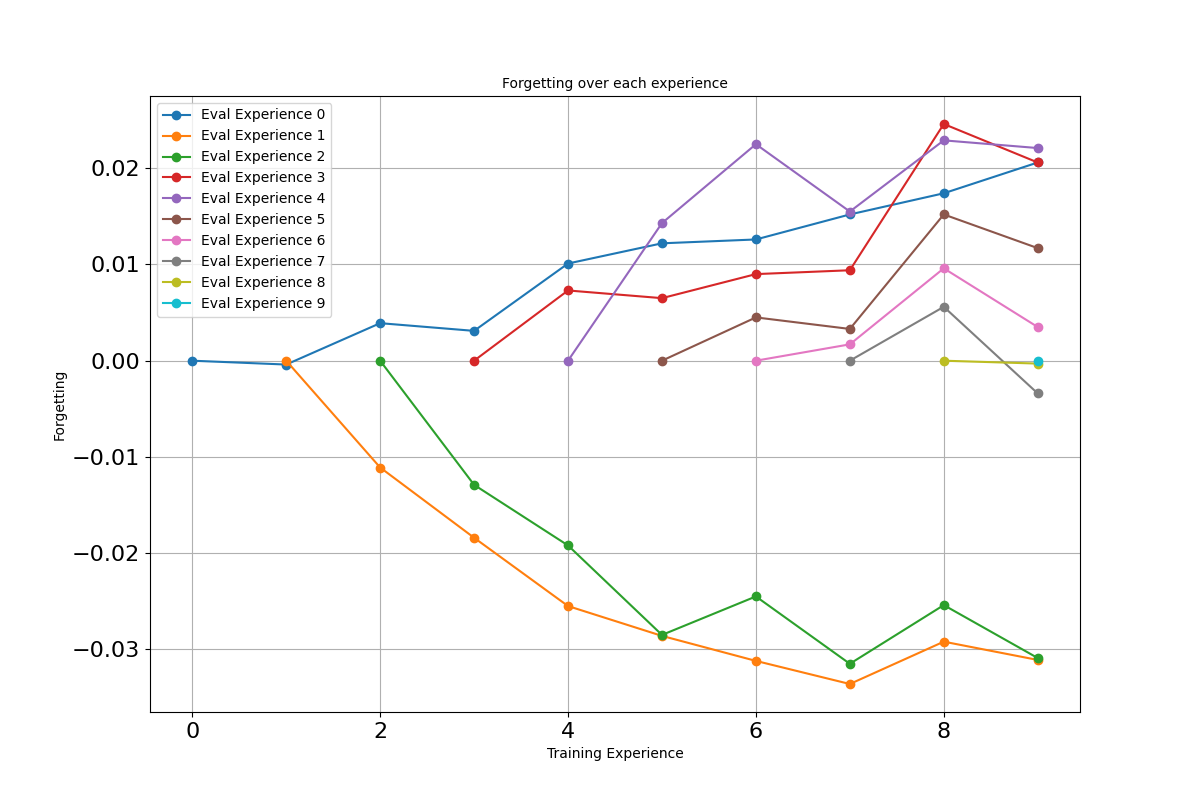 Forgetting over each experience
Eval Experience 0
Eval Experience 1
Eval Experience 2
Eval Experience 3
Eval Experience 4
Eval Experience 5
Eval Experience 6
Eval Experience 7
Eval Experience 8
Eval Experience 9
0.02
0.01
0.00
−0.01
−0.02
−0.03
Forgetting
0 2 4 6 8
Training Experience